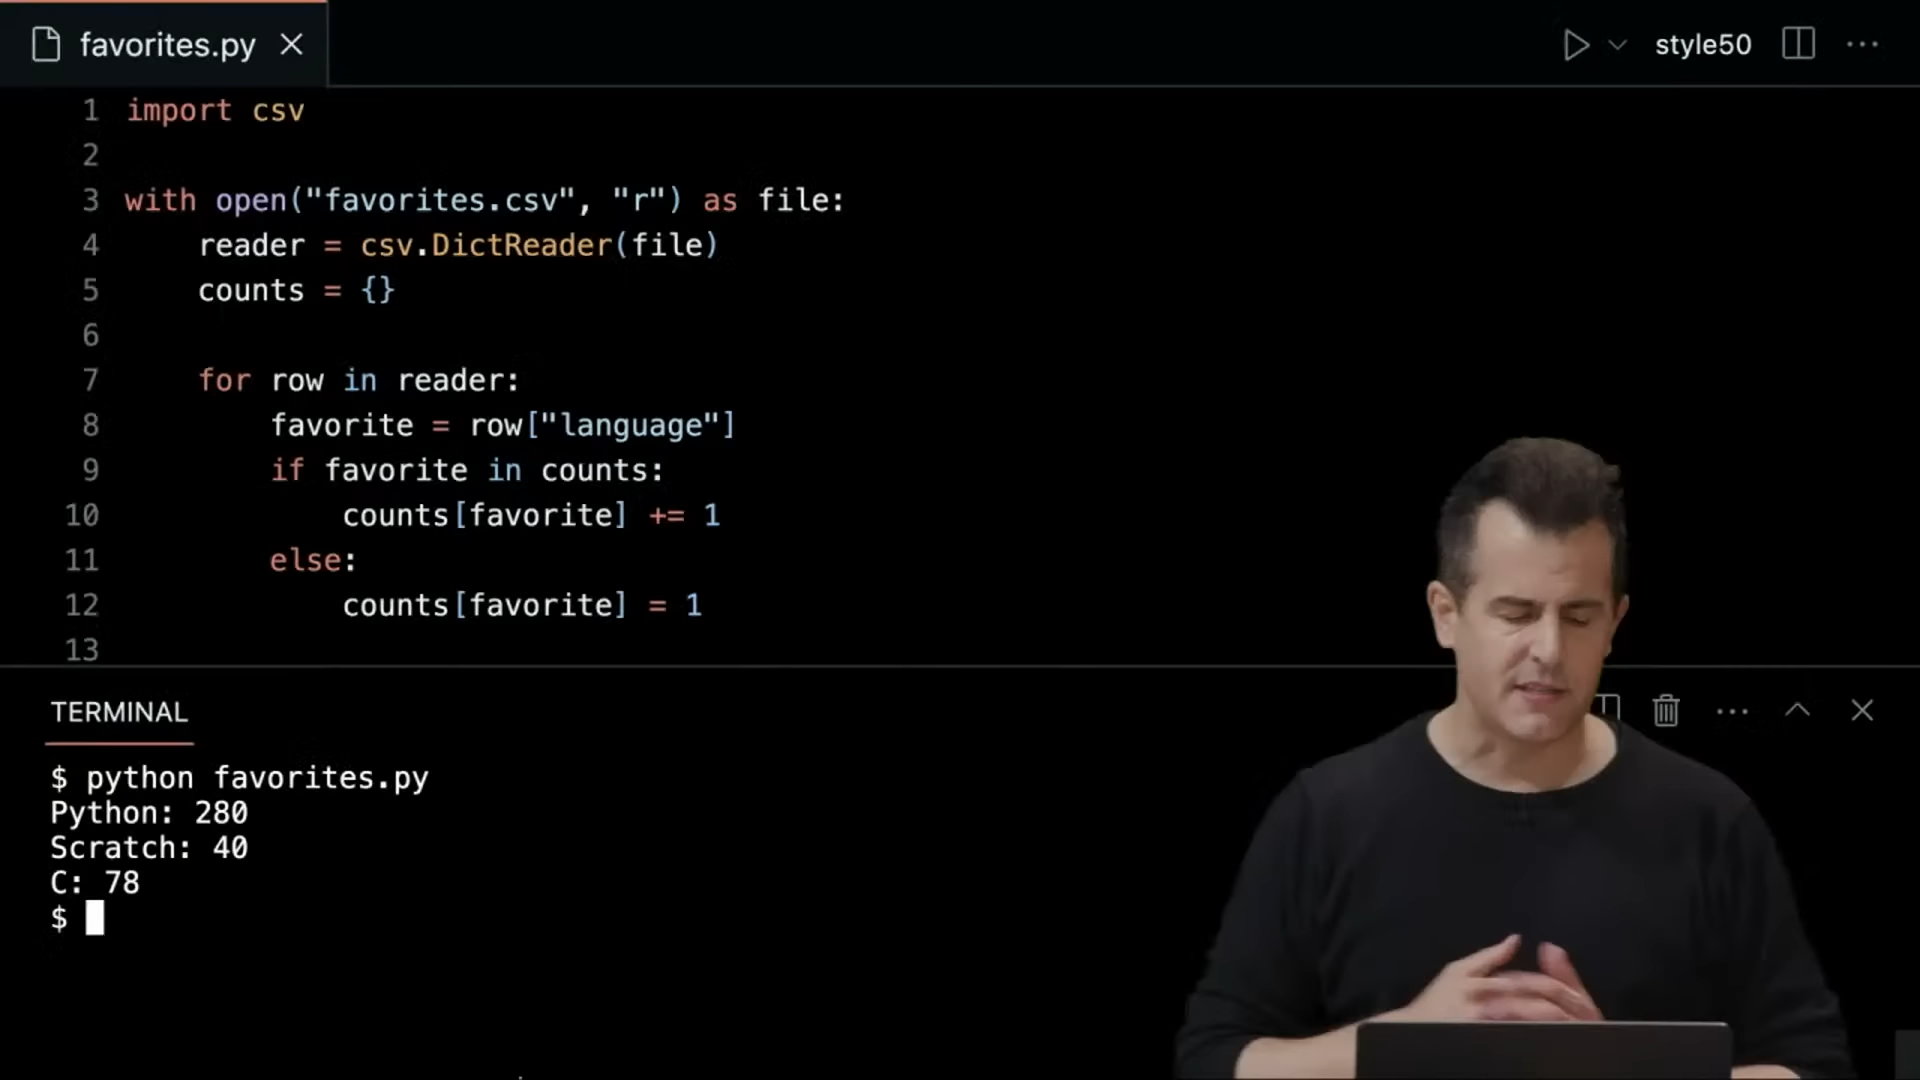 favorites.py
style50
1 import csv
2
3 with open("favorites.csv", "r") as file:
4     reader = csv.DictReader(file)
5     counts = {}
6
7     for row in reader:
8         favorite = row["language"]
9         if favorite in counts:
10             counts[favorite] += 1
11         else:
12             counts[favorite] = 1
13
TERMINAL
$ python favorites.py
Python: 280
Scratch: 40
C: 78
$